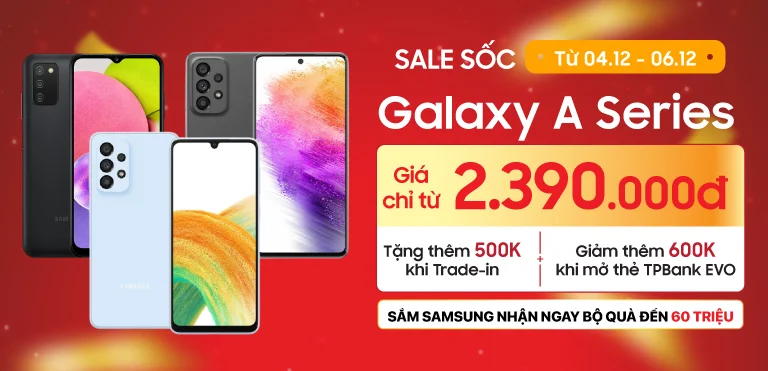 SALE SỐC
Từ 04.12 - 06.12
Galaxy A Series
Giá
chỉ từ
2.390.000đ
Tặng thêm 500K
khi Trade-in
+
Giảm thêm 600K
khi mở thẻ TPBank EVO
SẮM SAMSUNG NHẬN NGAY BỘ QUÀ ĐẾN 60 TRIỆU
SAMSUNG